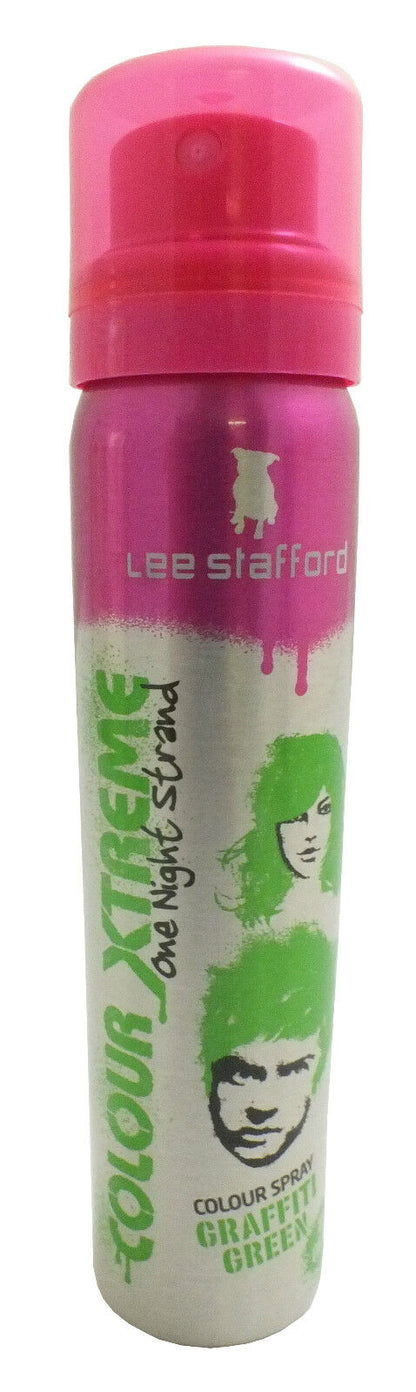 Lee Stafford
COLOUR XTREME
One Night Strand
COLOUR SPRAY
GRAFFITI
GREEN